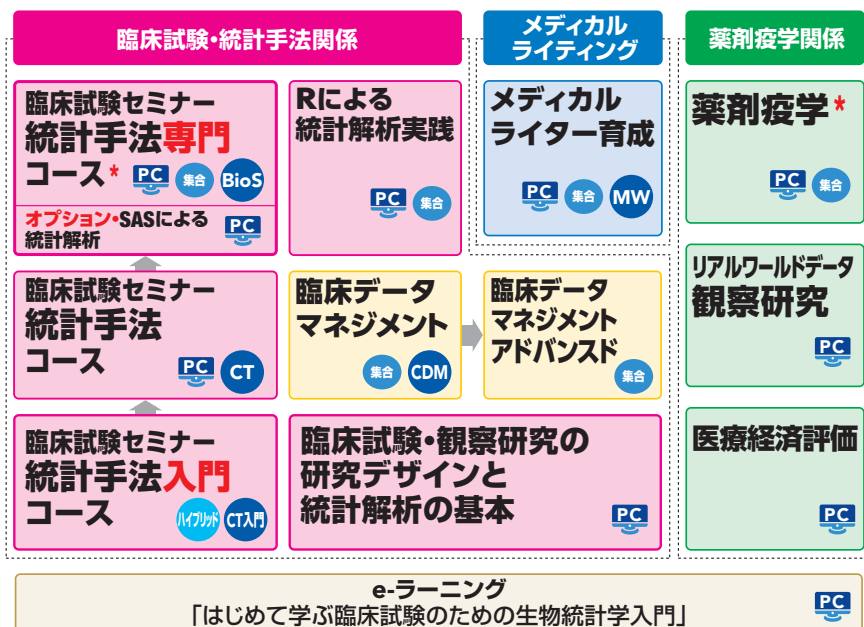 臨床試験・統計手法関係
メディカル
ライティング
薬剤疫学関係
臨床試験セミナー
統計手法専門
コース*
PC
集合
BioS
オプション・SASによる
統計解析
PC
Rによる
統計解析実践
PC
集合
メディカル
ライター育成
PC
集合
MW
薬剤疫学*
PC
集合
臨床試験セミナー
統計手法
コース
PC
CT
臨床データ
マネジメント
集合
CDM
臨床データ
マネジメント
アドバンスド
集合
リアルワールドデータ
観察研究
PC
臨床試験セミナー
統計手法入門
コース
ハイブリッド
CT入門
臨床試験・観察研究の
研究デザインと
統計解析の基本
PC
医療経済評価
PC
e-ラーニング
「はじめて学ぶ臨床試験のための生物統計学入門」
PC